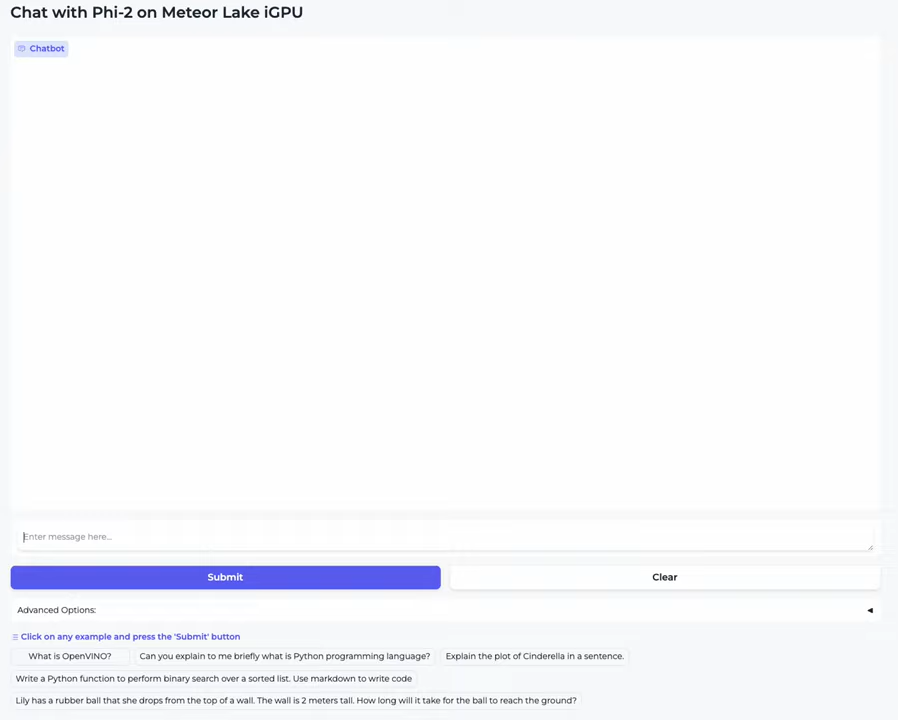 Chat with Phi-2 on Meteor Lake iGPU
Chatbot
Enter message here...
Submit Clear
Advanced Options:
Click on any example and press the 'Submit' button
What is OpenVINO? Can you explain to me briefly what is Python programming language? Explain the plot of Cinderella in a sentence.
Write a Python function to perform binary search over a sorted list. Use markdown to write code
Lily has a rubber ball that she drops from the top of a wall. The wall is 2 meters tall. How long will it take for the ball to reach the ground?